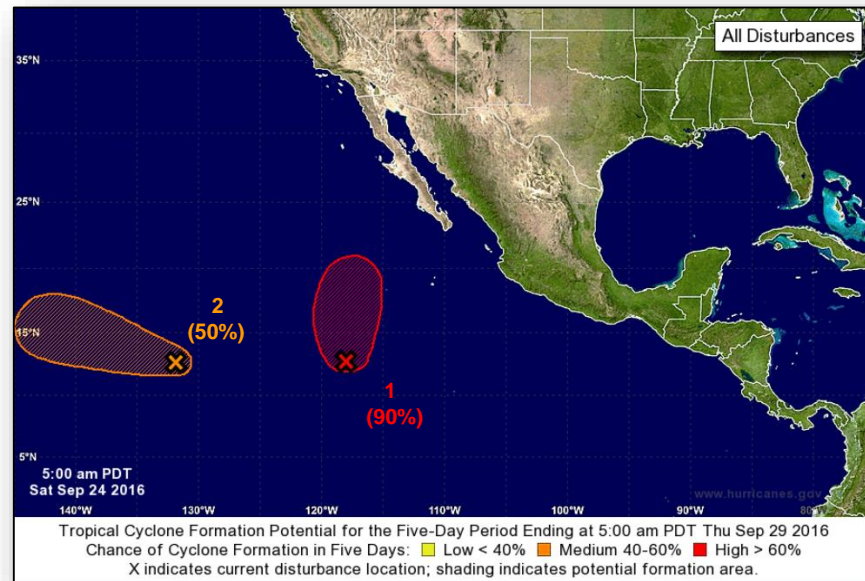 All Disturbances
35°N
25°N
2
(50%)
15°N
1
(90%)
5°N
5:00 am PDT
Sat Sep 24 2016
www.hurricanes.gov
140°W
130°W
120°W
110°W
100°W
90°W
80°W
Tropical Cyclone Formation Potential for the Five-Day Period Ending at 5:00 am PDT Thu Sep 29 2016
Chance of Cyclone Formation in Five Days: Low < 40% Medium 40-60% High > 60%
X indicates current disturbance location; shading indicates potential formation area.